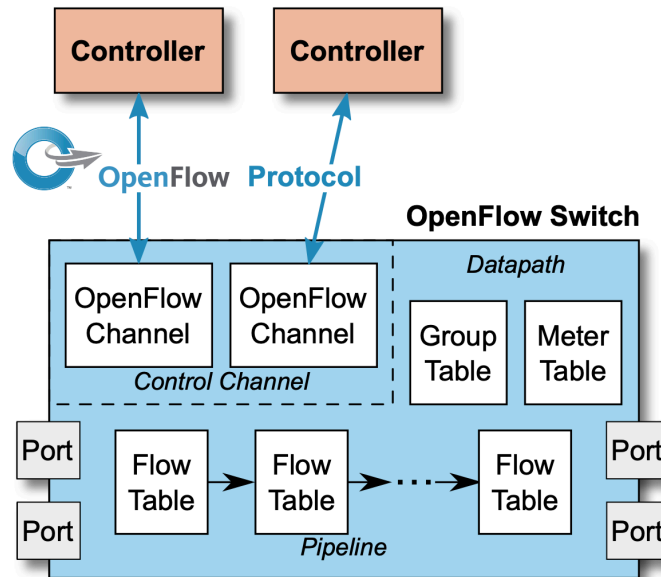 Controller
Controller
OpenFlow Protocol
™
OpenFlow Switch
Datapath
OpenFlow
Channel
OpenFlow
Channel
Control Channel
Group
Table
Meter
Table
Port
Port
Port
Port
Flow
Table
Flow
Table
...
Flow
Table
Pipeline